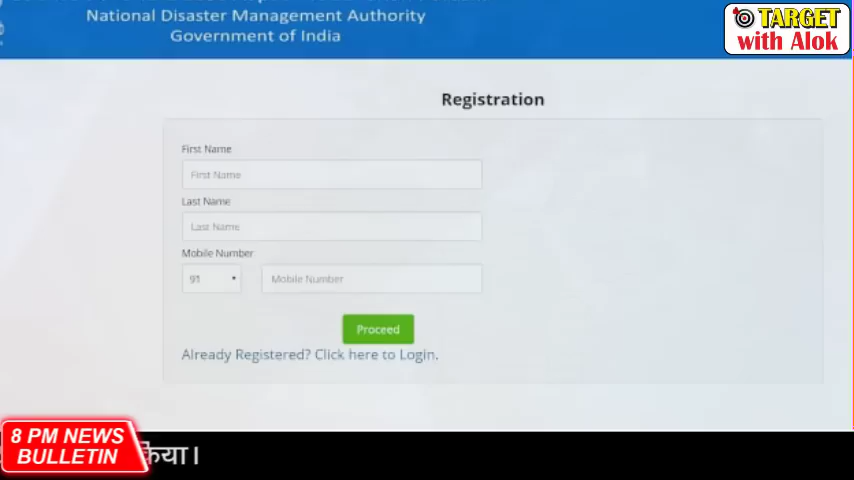 National Disaster Management Authority
Government of India
TARGET
with Alok
Registration
First Name
First Name
Last Name
Last Name
Mobile Number
91
Mobile Number
Proceed
Already Registered? Click here to Login.
8 PM NEWS
BULLETIN
किया।